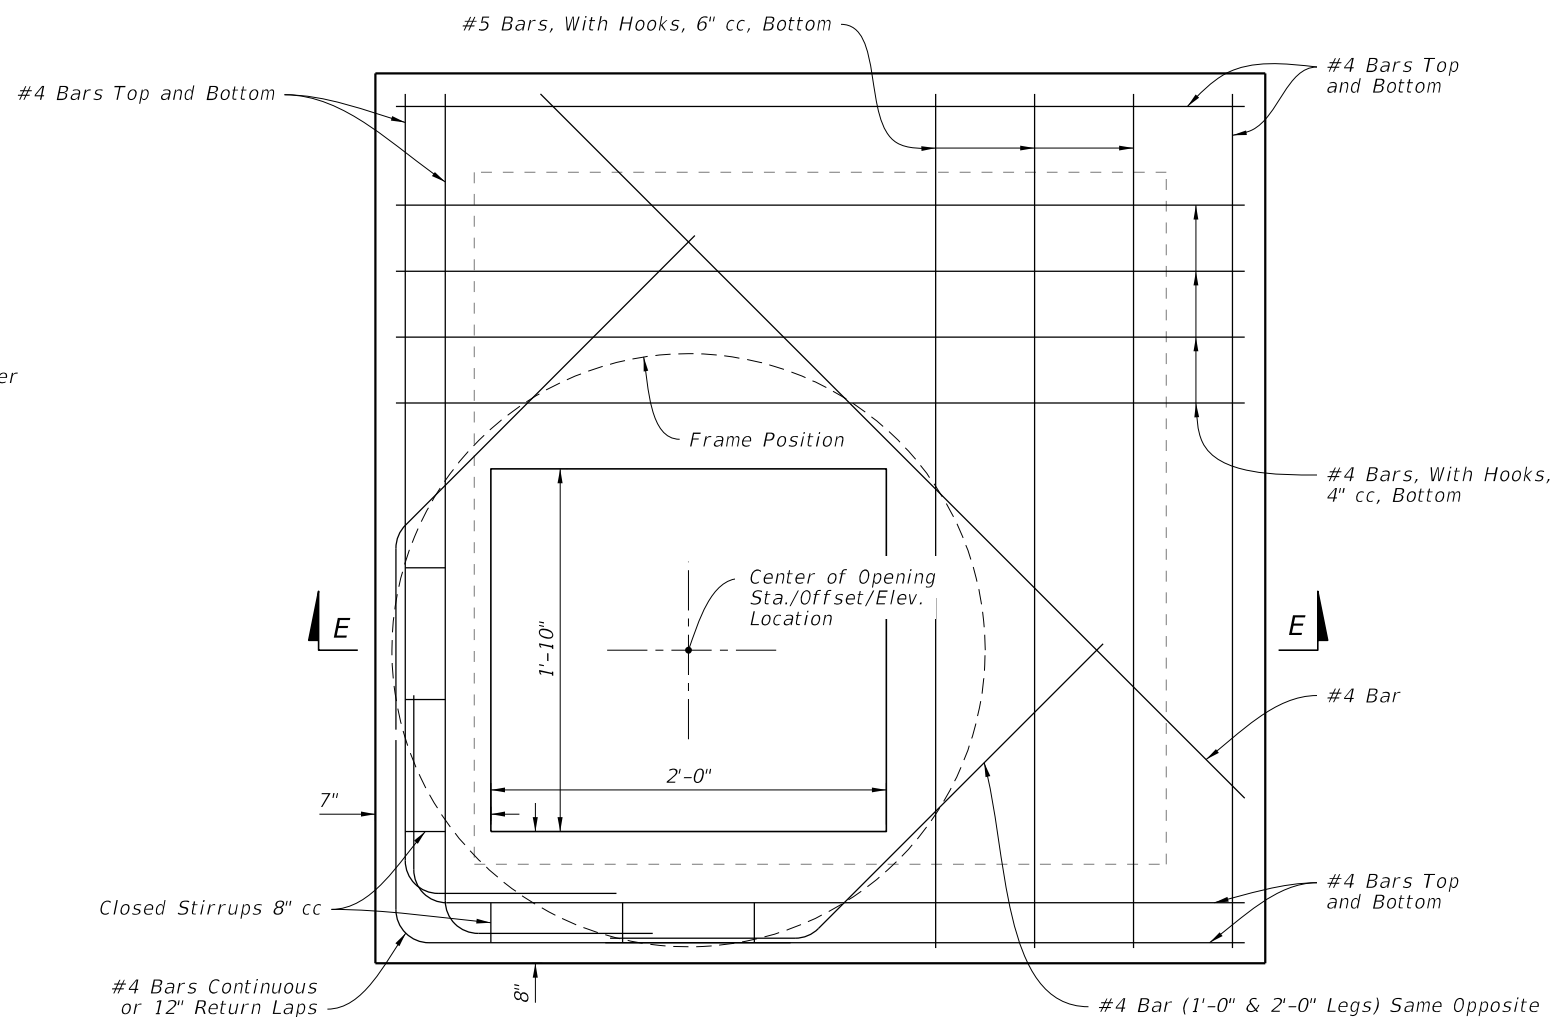 #5 Bars, With Hooks, 6" cc, Bottom
#4 Bars Top
and Bottom
#4 Bars Top and Bottom
er
Frame Position
#4 Bars, With Hooks,
4" cc, Bottom
Center of Opening
Sta./Offset/Elev.
Location
E
E
1'-10"
#4 Bar
2'-0"
7"
#4 Bars Top
and Bottom
Closed Stirrups 8" cc
#4 Bars Continuous
or 12" Return Laps
8"
#4 Bar (1'-0" & 2'-0" Legs) Same Opposite